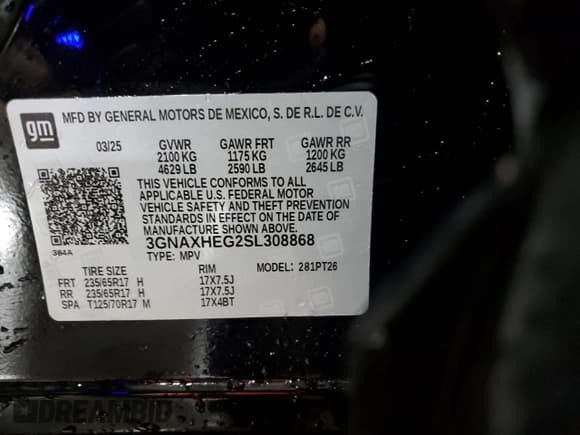 gm
MFD BY GENERAL MOTORS DE MEXICO, S. DE R.L. DE C.V.
03/25 GVWR GAWR FRT GAWR RR
2100 KG 1175 KG 1200 KG
4629 LB 2590 LB 2645 LB
THIS VEHICLE CONFORMS TO ALL
APPLICABLE U.S. FEDERAL MOTOR
VEHICLE SAFETY AND THEFT PREVENTION
STANDARDS IN EFFECT ON THE DATE OF
MANUFACTURE SHOWN ABOVE.
384A
3GNAXHEG2SL308868
TYPE: MPV MODEL: 281PT26
TIRE SIZE RIM
FRT 235/65R17 H 17X7.5J
RR 235/65R17 H 17X7.5J
SPA T125/70R17 M 17X4BT
DREAMBID